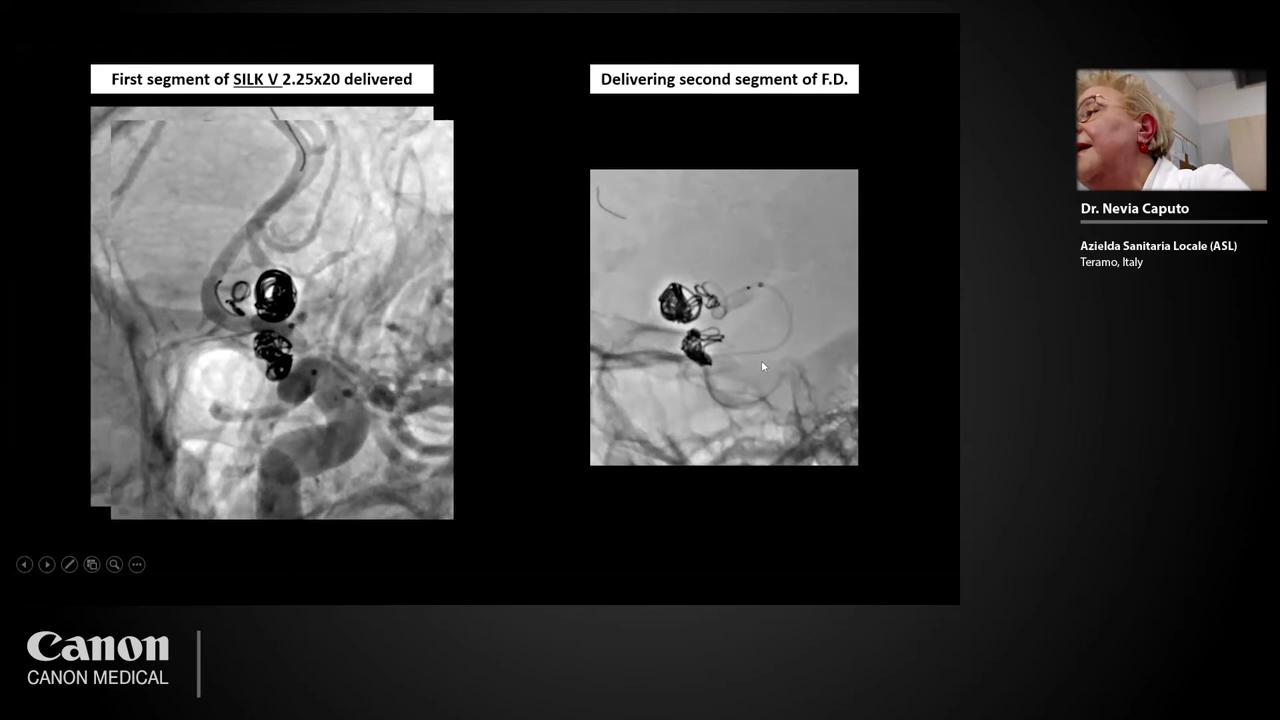 First segment of SILK V 2.25x20 delivered
Delivering second segment of F.D.
Dr. Nevia Caputo
Azielda Sanitaria Locale (ASL)
Teramo, Italy
Canon
CANON MEDICAL